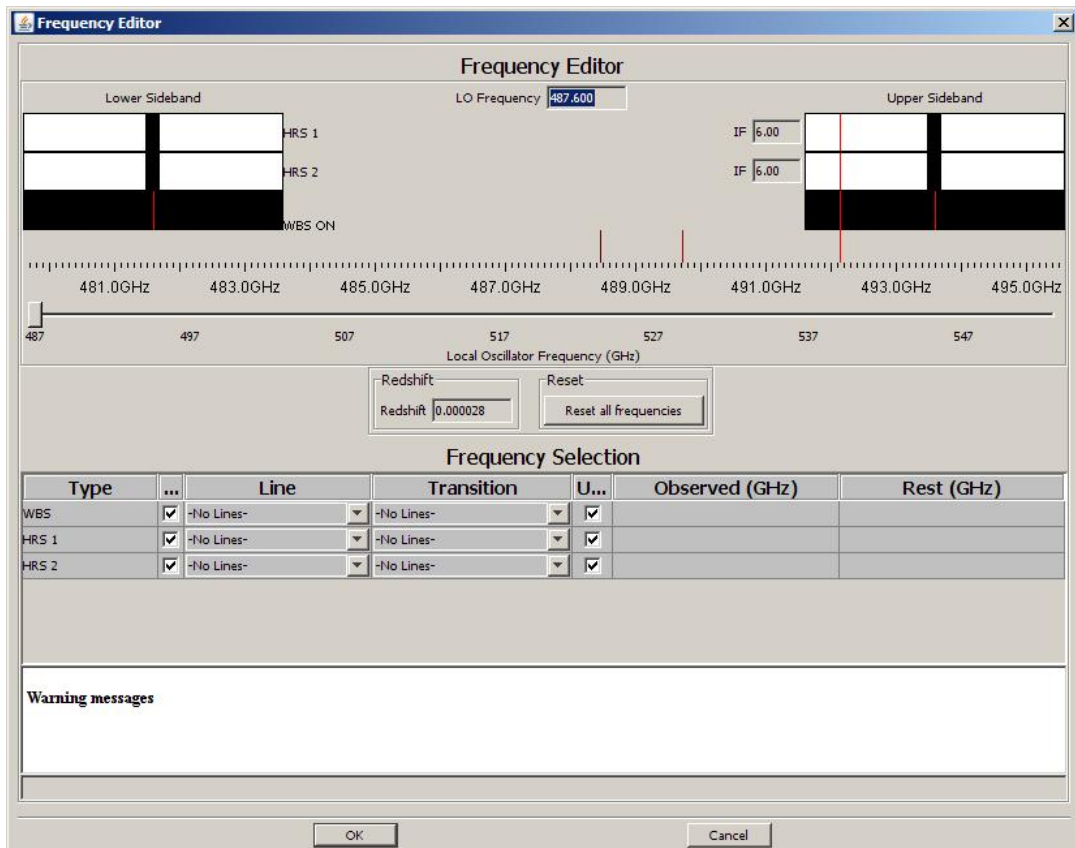 Frequency Editor
Frequency Editor
Lower Sideband
LO Frequency 487.600
Upper Sideband
HRS 1
IF 6.00
HRS 2
IF 6.00
WBS ON
481.0GHz 483.0GHz 485.0GHz 487.0GHz 489.0GHz 491.0GHz 493.0GHz 495.0GHz
487 497 507 517 527 537 547
Local Oscillator Frequency (GHz)
Redshift Reset
Redshift 0.000028 Reset all frequencies
Frequency Selection
Type ... Line Transition U... Observed (GHz) Rest (GHz)
WBS -No Lines- -No Lines-
HRS 1 -No Lines- -No Lines-
HRS 2 -No Lines- -No Lines-
Warning messages
OK Cancel